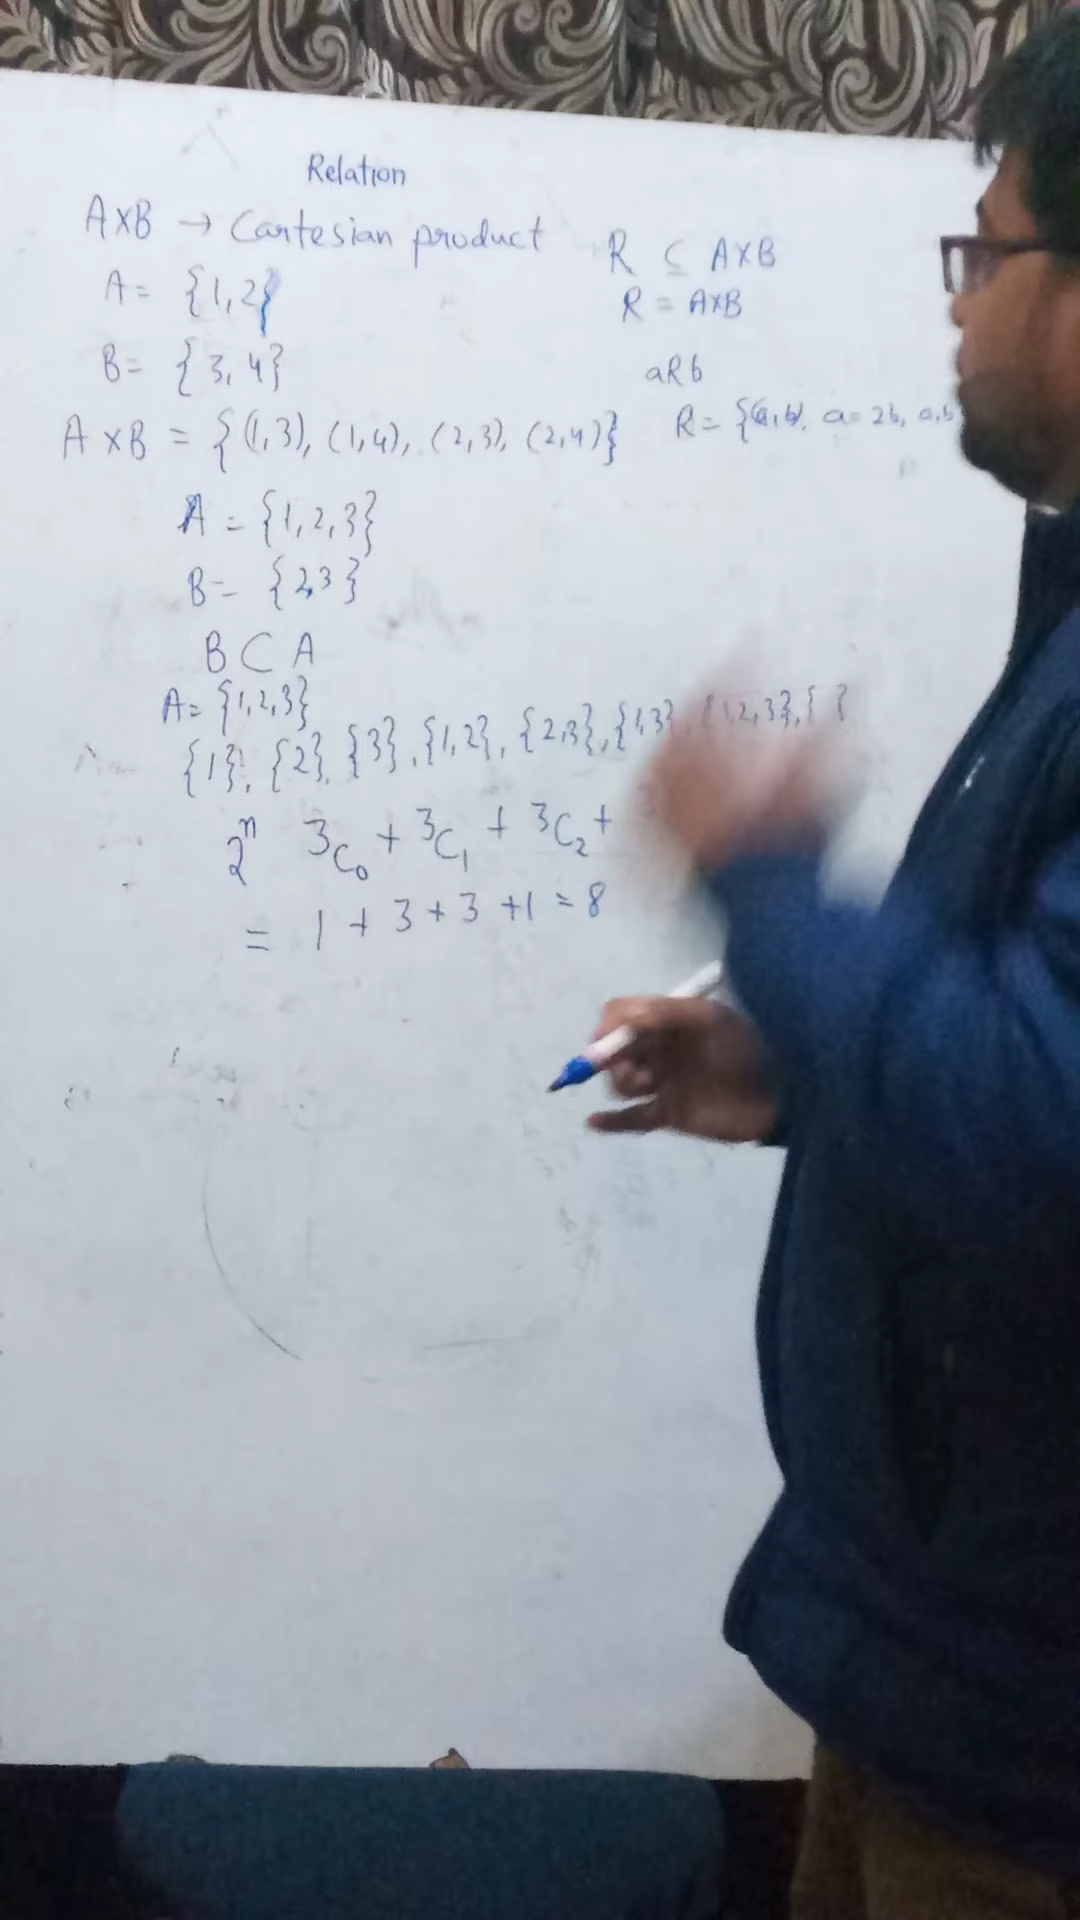 Relation
A×B → Cartesian product
A = {1,2}
B = {3,4}
A×B = {(1,3), (1,4), (2,3), (2,4)}
R ⊆ A×B
R = A×B
aRb
R = {(a,b). a=2b, a,b
A = {1,2,3}
B = {2,3}
B ⊂ A
A = {1,2,3}
{1}, {2}, {3}, {1,2}, {2,3}, {1,3}, {1,2,3}, { }
2ⁿ 3C₀ + 3C₁ + 3C₂ +
= 1 + 3 + 3 + 1 = 8